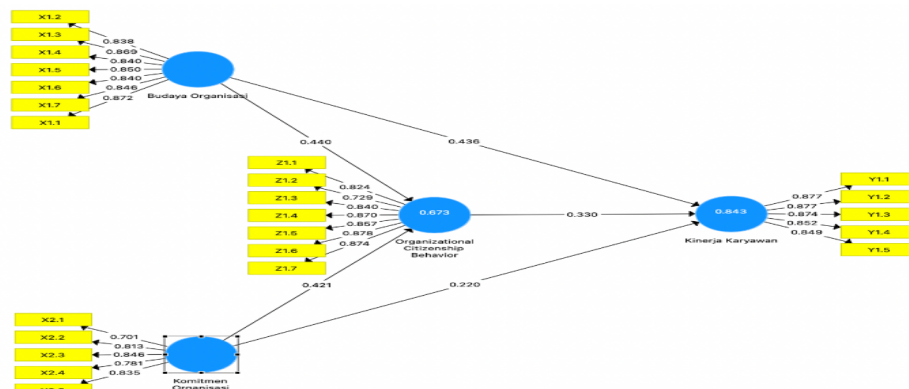 X1.2
X1.3
X1.4
X1.5
X1.6
X1.7
X1.1
0.838
0.869
0.840
0.850
0.840
0.846
0.872
Budaya Organisasi
0.440
0.436
Z1.1
Z1.2
Z1.3
Z1.4
Z1.5
Z1.6
Z1.7
0.824
0.729
0.840
0.870
0.857
0.878
0.874
0.673
Organizational
Citizenship
Behavior
0.330
0.843
Kinerja Karyawan
0.877
0.877
0.874
0.852
0.849
Y1.1
Y1.2
Y1.3
Y1.4
Y1.5
0.421
0.220
X2.1
X2.2
X2.3
X2.4
0.701
0.813
0.846
0.781
0.835
Komitmen
Organisasi